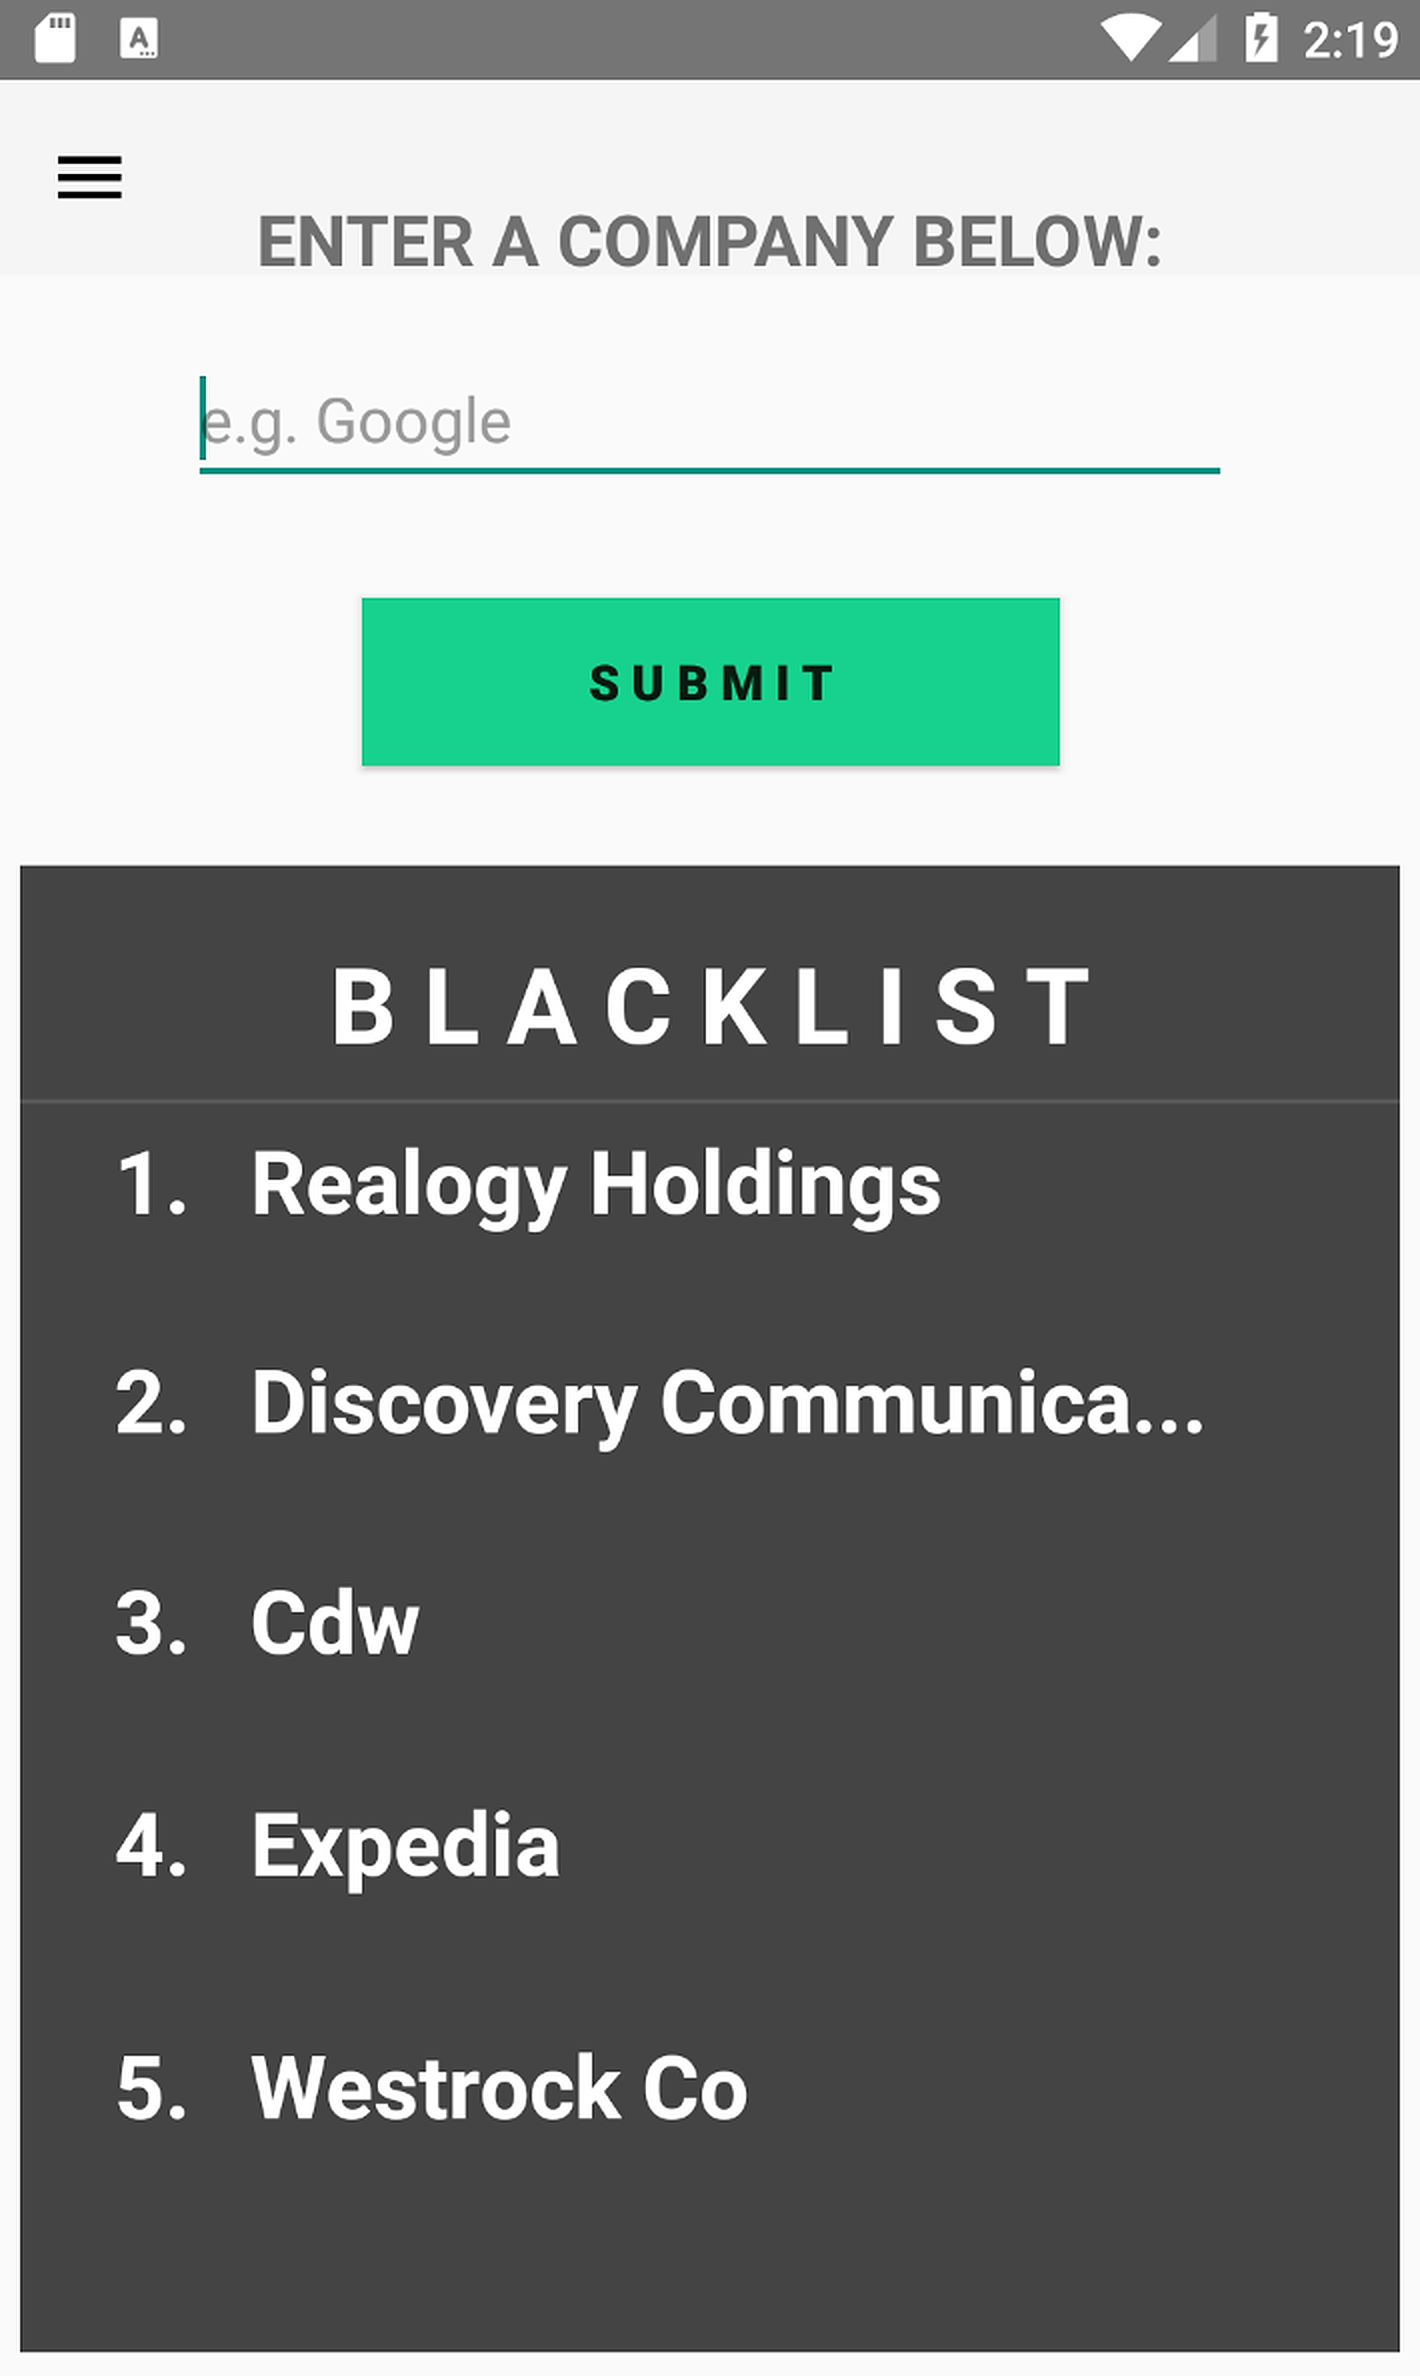 2:19
ENTER A COMPANY BELOW:
e.g. Google
SUBMIT
BLACKLIST
1. Realogy Holdings
2. Discovery Communica...
3. Cdw
4. Expedia
5. Westrock Co